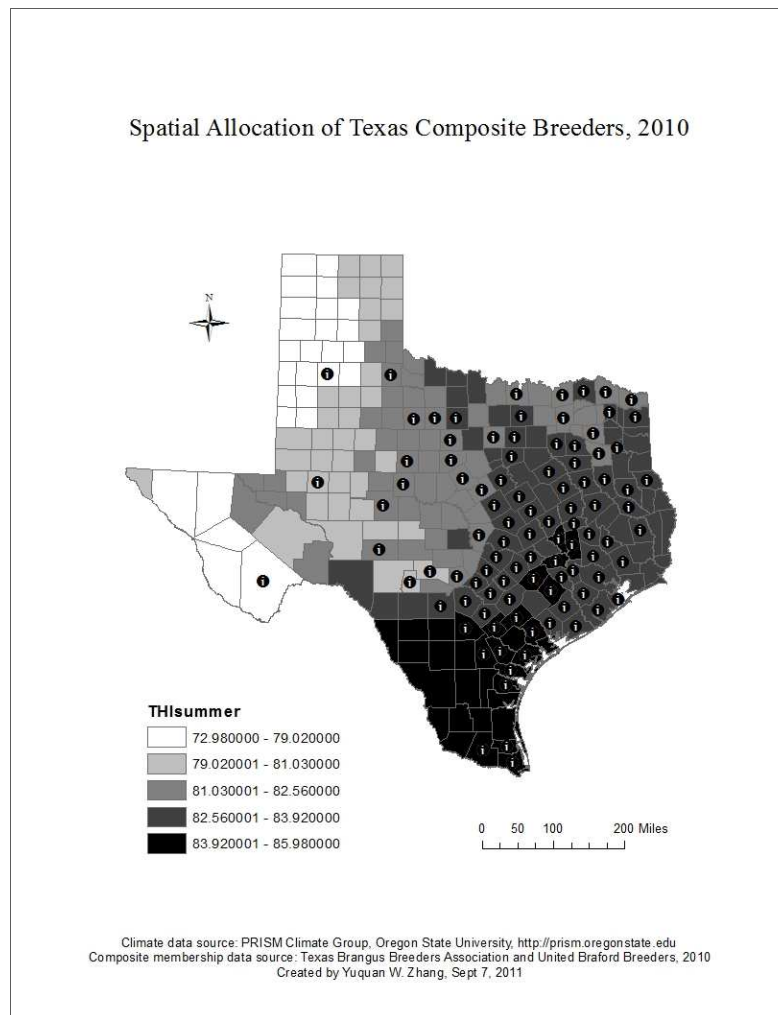 Spatial Allocation of Texas Composite Breeders, 2010
N
THIsummer
72.980000 - 79.020000
79.020001 - 81.030000
81.030001 - 82.560000
82.560001 - 83.920000
83.920001 - 85.980000
0 50 100 200 Miles
Climate data source: PRISM Climate Group, Oregon State University, http://prism.oregonstate.edu
Composite membership data source: Texas Brangus Breeders Association and United Braford Breeders, 2010
Created by Yuquan W. Zhang, Sept 7, 2011